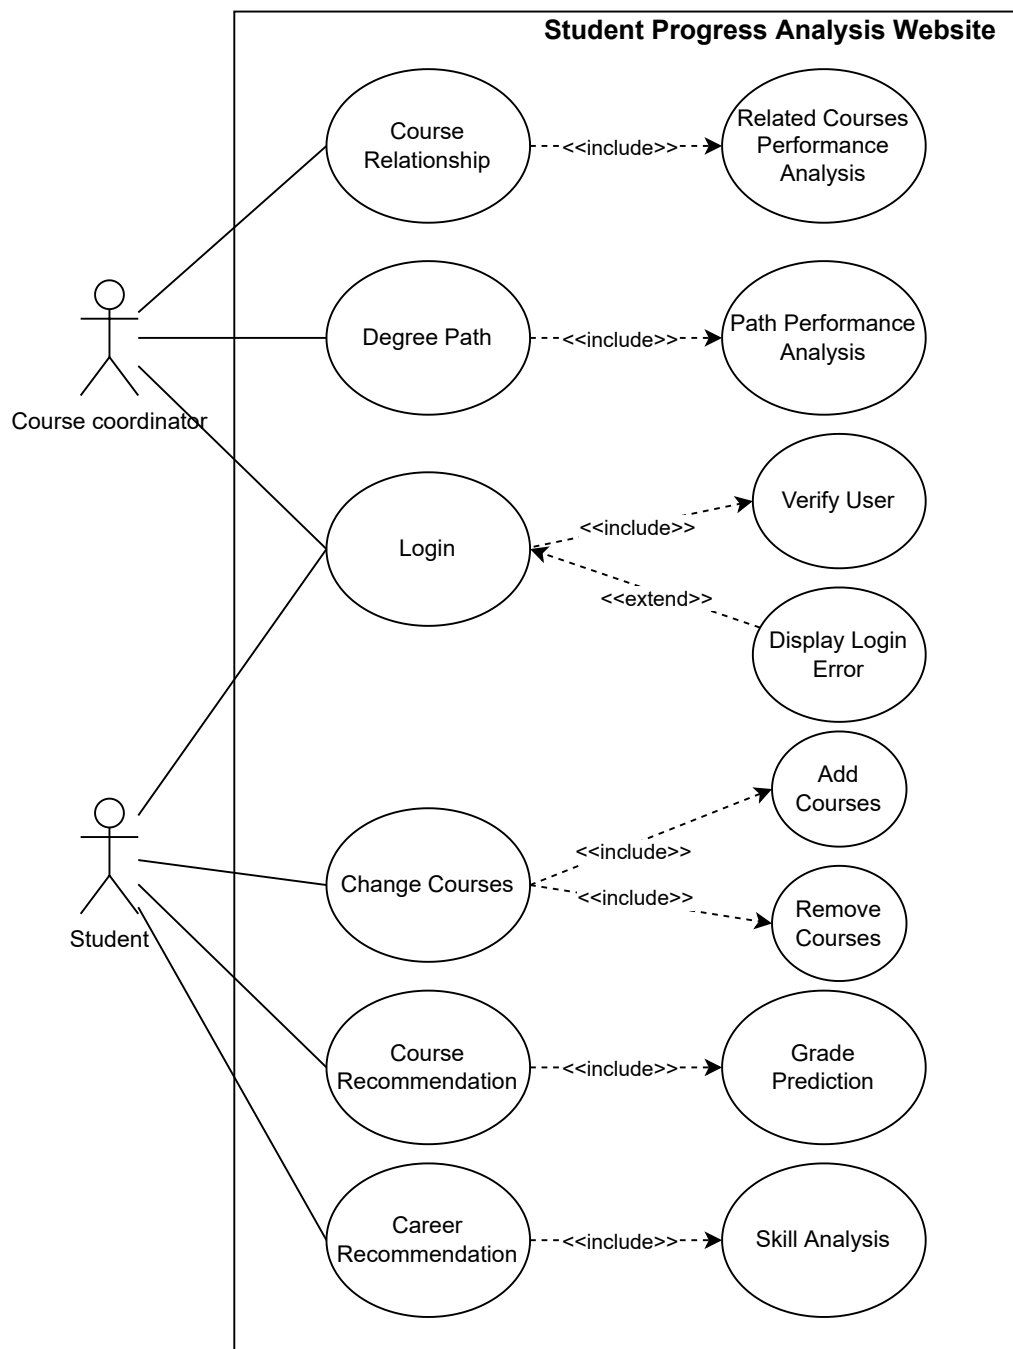 Student Progress Analysis Website
Course
Relationship
<<include>>
Related Courses
Performance
Analysis
Course coordinator
Degree Path
<<include>>
Path Performance
Analysis
Login
<<include>>
Verify User
<<extend>>
Display Login
Error
Student
Change Courses
<<include>>
Add
Courses
<<include>>
Remove
Courses
Course
Recommendation
<<include>>
Grade
Prediction
Career
Recommendation
<<include>>
Skill Analysis